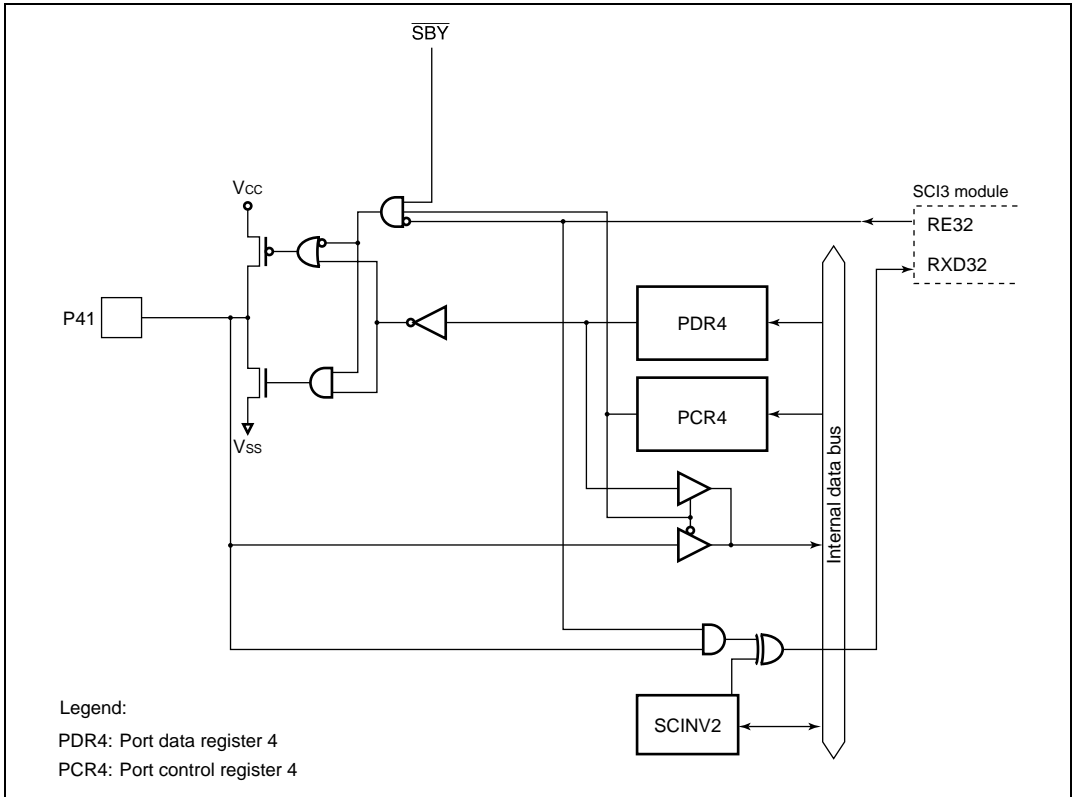 SBY
VCC
SCI3 module
RE32
RXD32
P41
PDR4
PCR4
VSS
Internal data bus
SCINV2
Legend:
PDR4: Port data register 4
PCR4: Port control register 4